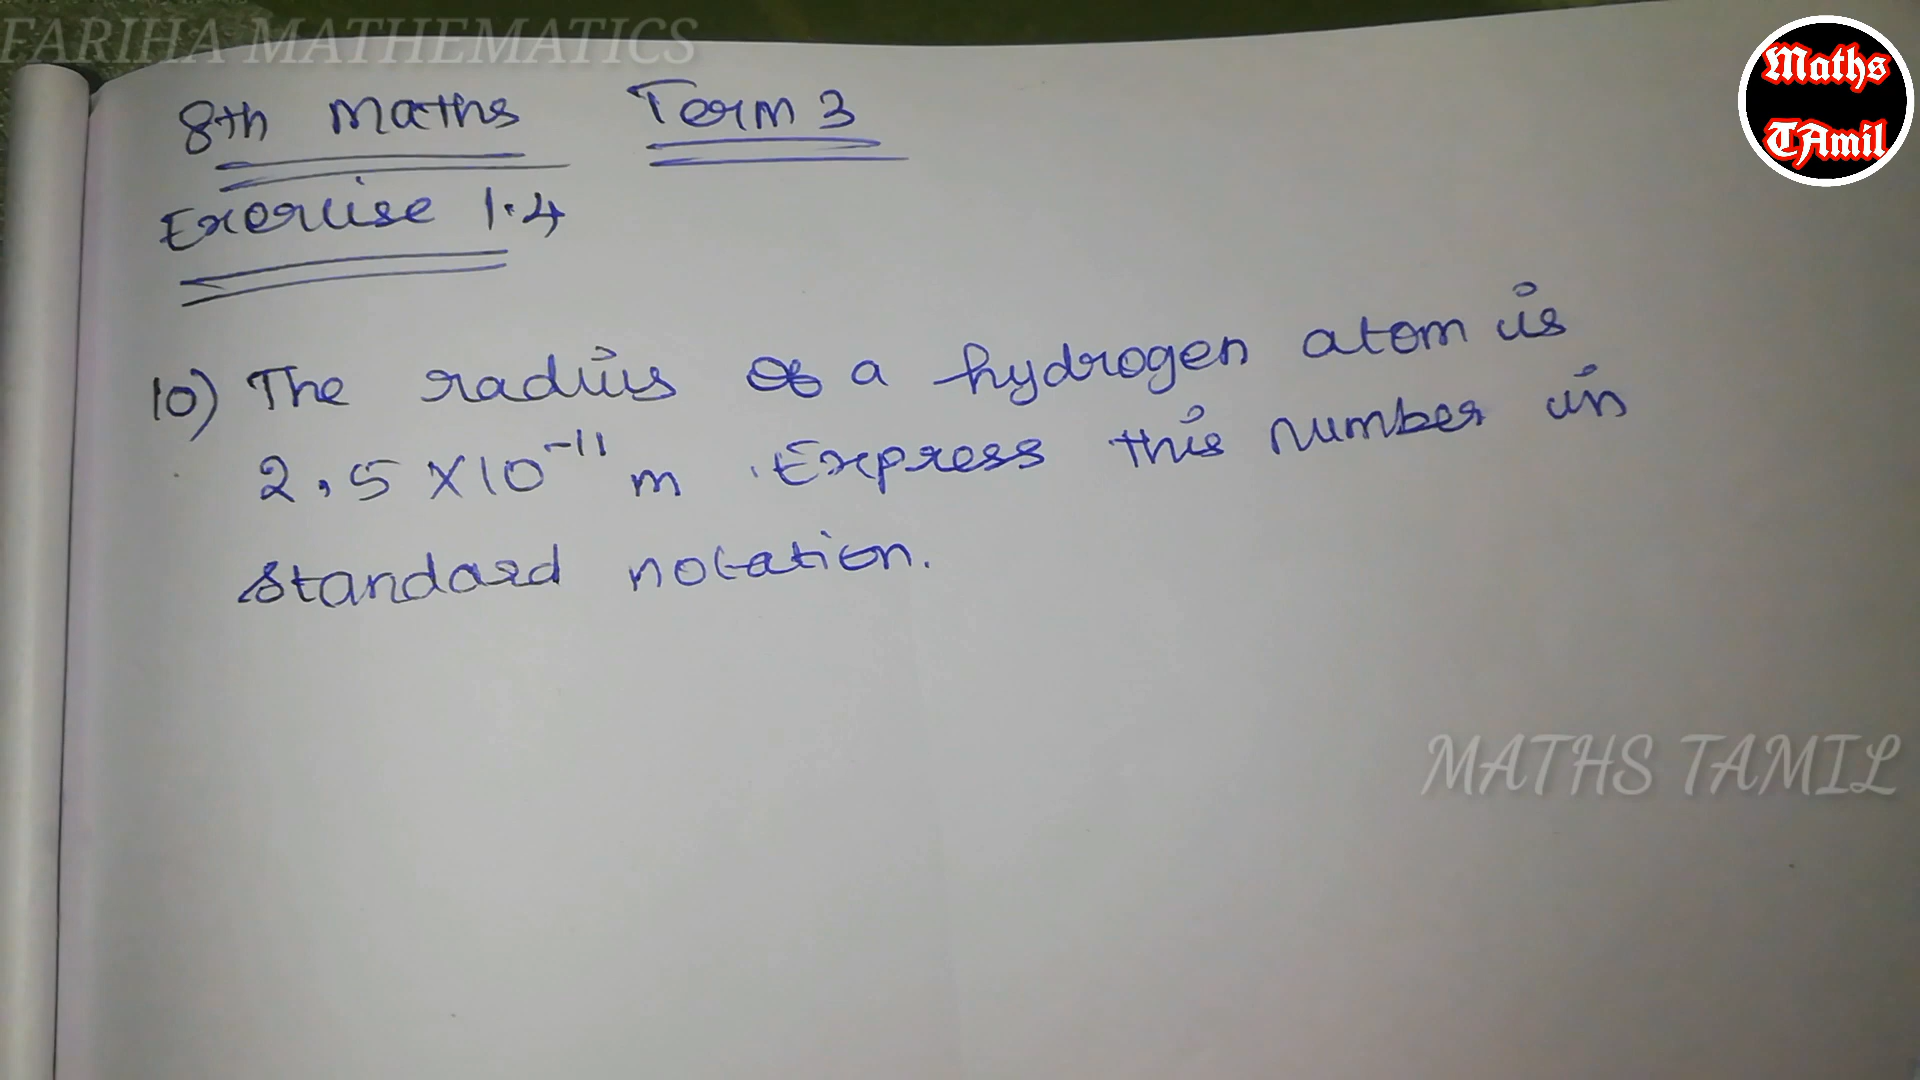 FARIHA MATHEMATICS
Maths
TAmil
8th Maths Term 3
Exercise 1.4
10) The radius of a hydrogen atom is
2.5 X 10⁻¹¹ m. Express this number in
standard notation.
MATHS TAMIL